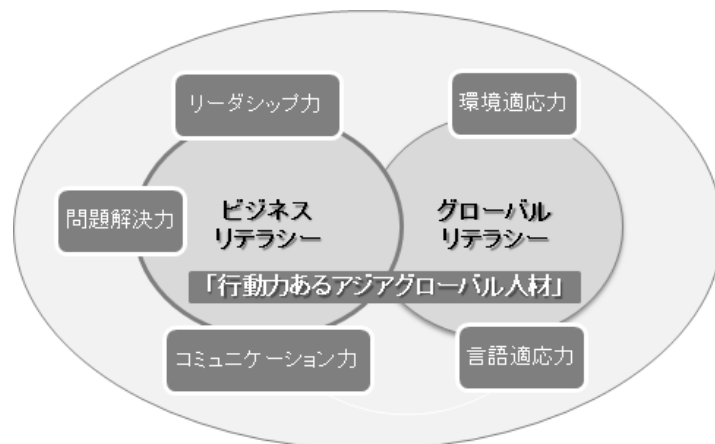 リーダシップ力
環境適応力
問題解決力
ビジネス
リテラシー
グローバル
リテラシー
「行動力あるアジアグローバル人材」
コミュニケーション力
言語適応力